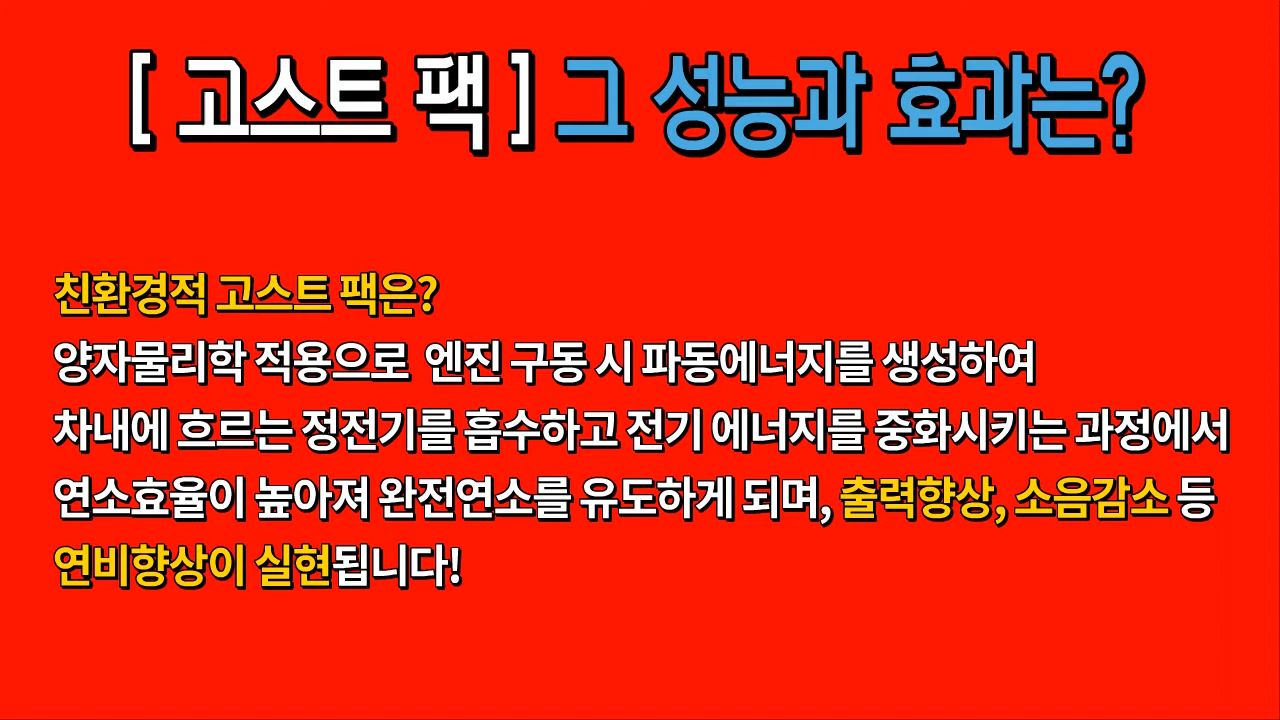 [ 고스트 팩 ] 그 성능과 효과는?
친환경적 고스트 팩은?
양자물리학 적용으로 엔진 구동 시 파동에너지를 생성하여
차내에 흐르는 정전기를 흡수하고 전기 에너지를 중화시키는 과정에서
연소효율이 높아져 완전연소를 유도하게 되며, 출력향상, 소음감소 등
연비향상이 실현됩니다!